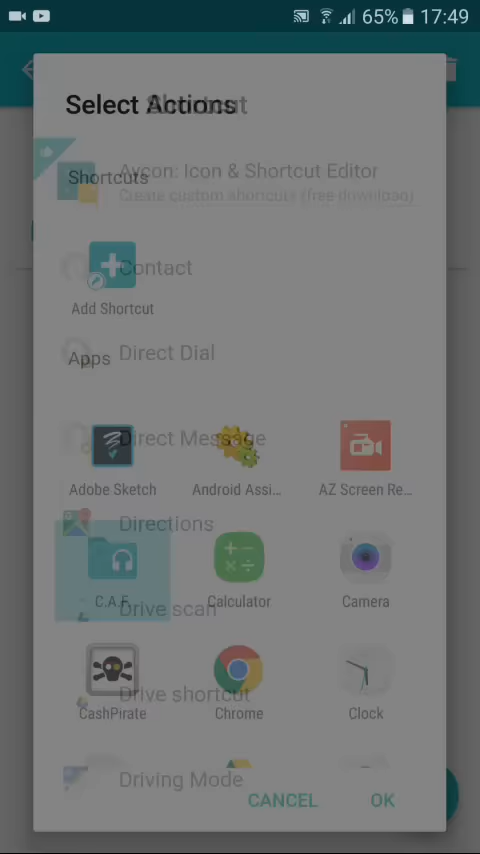 65% 17:49
Select Actions
Shortcut
Avcon: Icon & Shortcut Editor
Shortcuts
Create custom shortcuts (free download)
Contact
Add Shortcut
Direct Dial
Apps
Direct Message
Adobe Sketch Android Assi... AZ Screen Re...
Directions
C.A.F. Calculator Camera
Drive scan
Drive shortcut
CashPirate Chrome Clock
Driving Mode
CANCEL OK